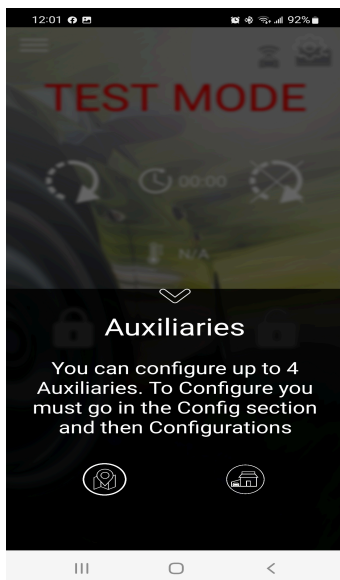 12:01 92%
TEST MODE
00:00
N/A
Auxiliaries
You can configure up to 4
Auxiliaries. To Configure you
must go in the Config section
and then Configurations